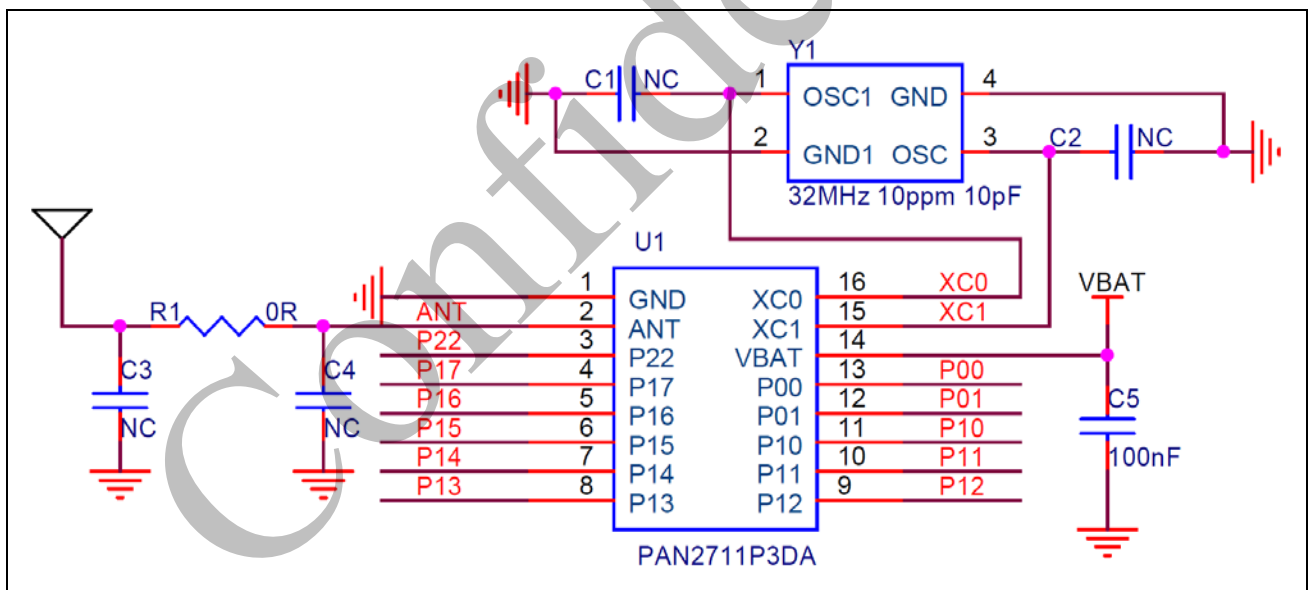 Confide
Y1
C1 NC 1 OSC1 GND 4
2 GND1 OSC 3 C2 NC
32MHz 10ppm 10pF
U1
1 GND XC0 16 XC0
R1 0R ANT 2 ANT XC1 15 XC1
VBAT
P22 3 P22 VBAT 14
C3 C4 P17 4 P17 P00 13 P00
NC NC P16 5 P16 P01 12 P01
C5
100nF
P15 6 P15 P10 11 P10
P14 7 P14 P11 10 P11
P13 8 P13 P12 9 P12
PAN2711P3DA